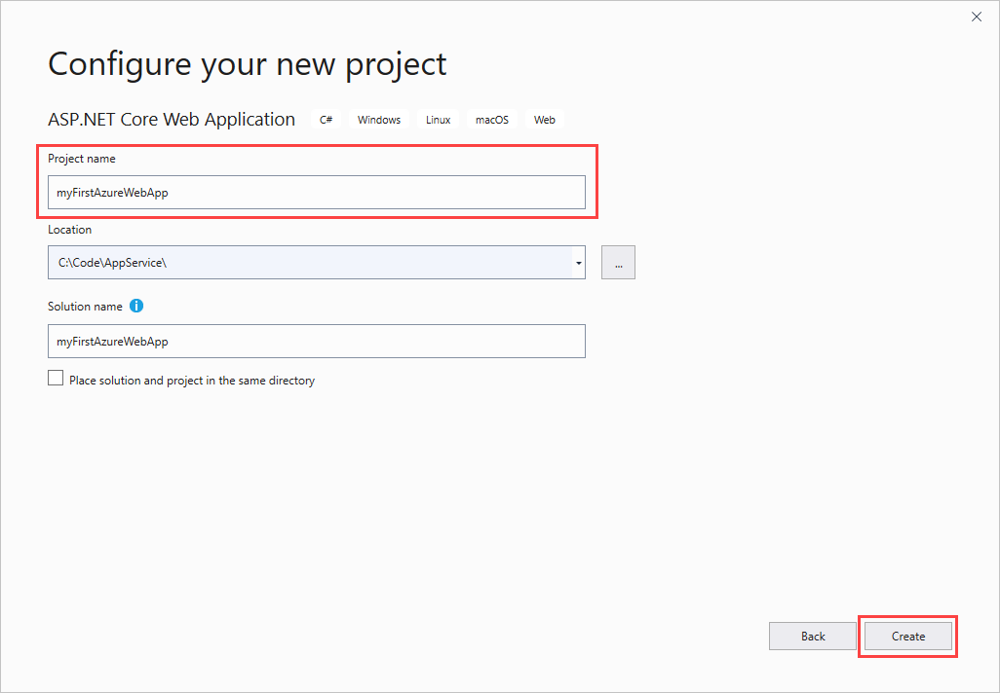 Configure your new project
ASP.NET Core Web Application C# Windows Linux macOS Web
Project name
myFirstAzureWebApp
Location
C:\Code\AppService\
...
Solution name
myFirstAzureWebApp
Place solution and project in the same directory
Back Create